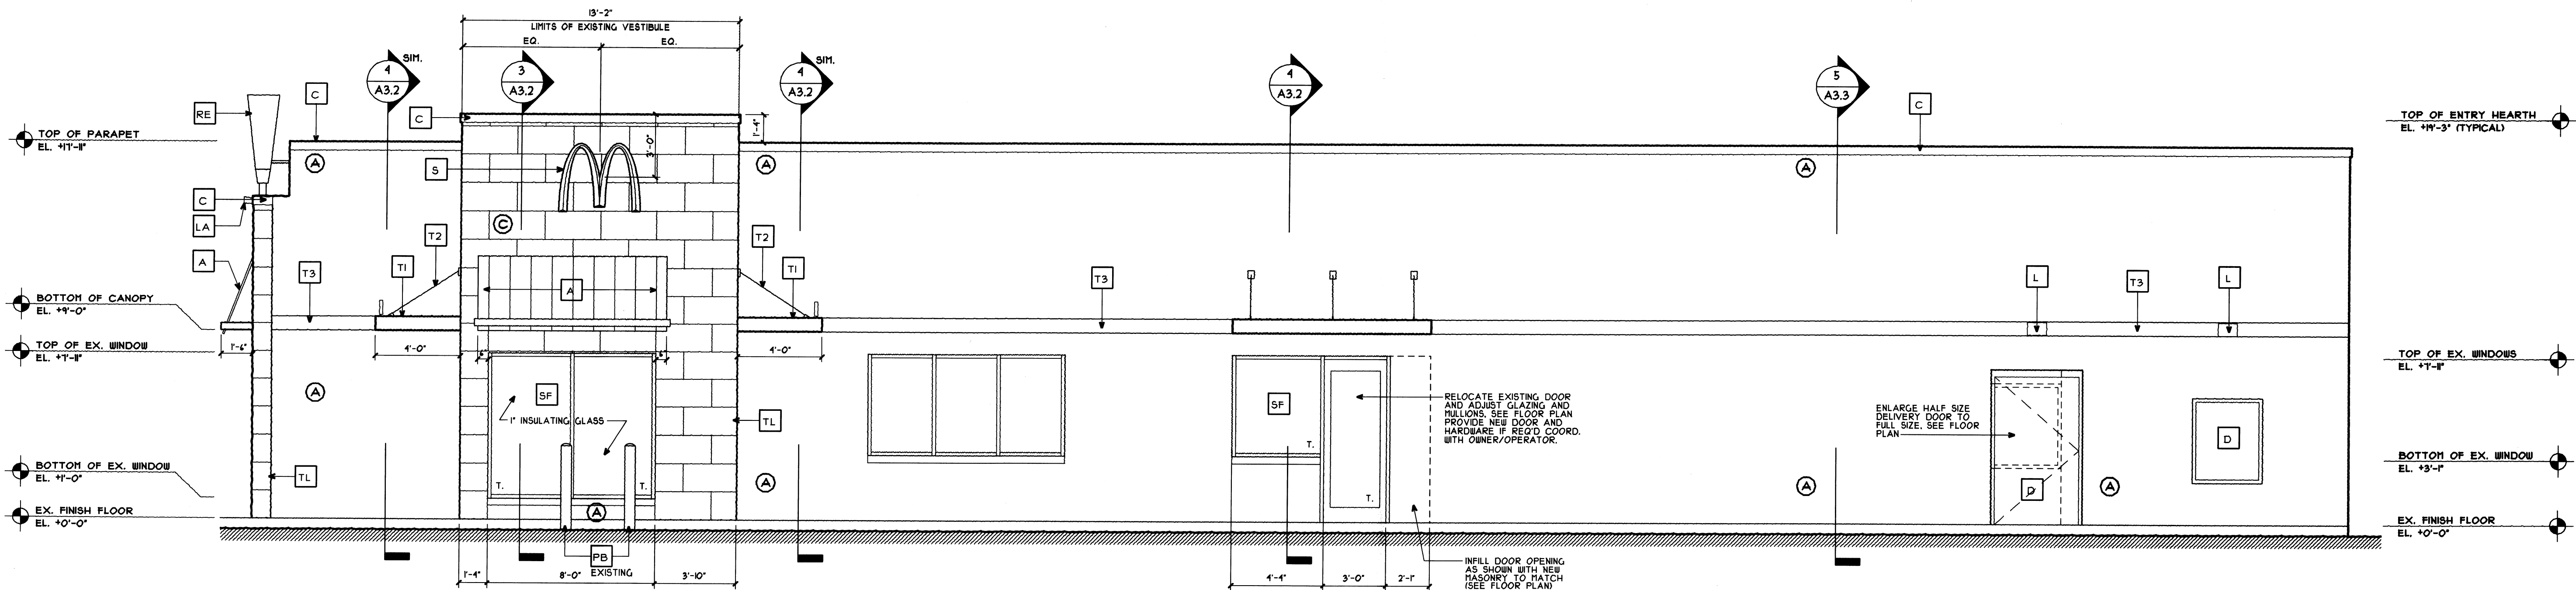 13'-2"
LIMITS OF EXISTING VESTIBULE
EQ.
EQ.
4
A3.2
SIM.
3
A3.2
4
A3.2
SIM.
4
A3.2
5
A3.3
RE
C
C
C
TOP OF PARAPET
EL. +17'-11"
TOP OF ENTRY HEARTH
EL. +19'-3" (TYPICAL)
1'-4"
3'-0"
A
S
A
A
C
LA
C
T2
T2
A
T3
T1
T1
A
T3
L
T3
L
BOTTOM OF CANOPY
EL. +9'-0"
TOP OF EX. WINDOW
EL. +7'-11"
1'-6"
4'-0"
6"
6"
4'-0"
TOP OF EX. WINDOWS
EL. +7'-11"
A
SF
1" INSULATING GLASS
TL
SF
T.
RELOCATE EXISTING DOOR
AND ADJUST GLAZING AND
MULLIONS, SEE FLOOR PLAN
PROVIDE NEW DOOR AND
HARDWARE IF REQ'D COORD.
WITH OWNER/OPERATOR.
ENLARGE HALF SIZE
DELIVERY DOOR TO
FULL SIZE, SEE FLOOR
PLAN
D
BOTTOM OF EX. WINDOW
EL. +1'-0"
TL
T.
T.
A
T.
A
D
A
BOTTOM OF EX. WINDOW
EL. +3'-1"
EX. FINISH FLOOR
EL. +0'-0"
A
EX. FINISH FLOOR
EL. +0'-0"
PB
EXISTING
1'-4"
8'-0"
3'-10"
4'-4"
3'-0"
2'-1"
INFILL DOOR OPENING
AS SHOWN WITH NEW
MASONRY TO MATCH
(SEE FLOOR PLAN)